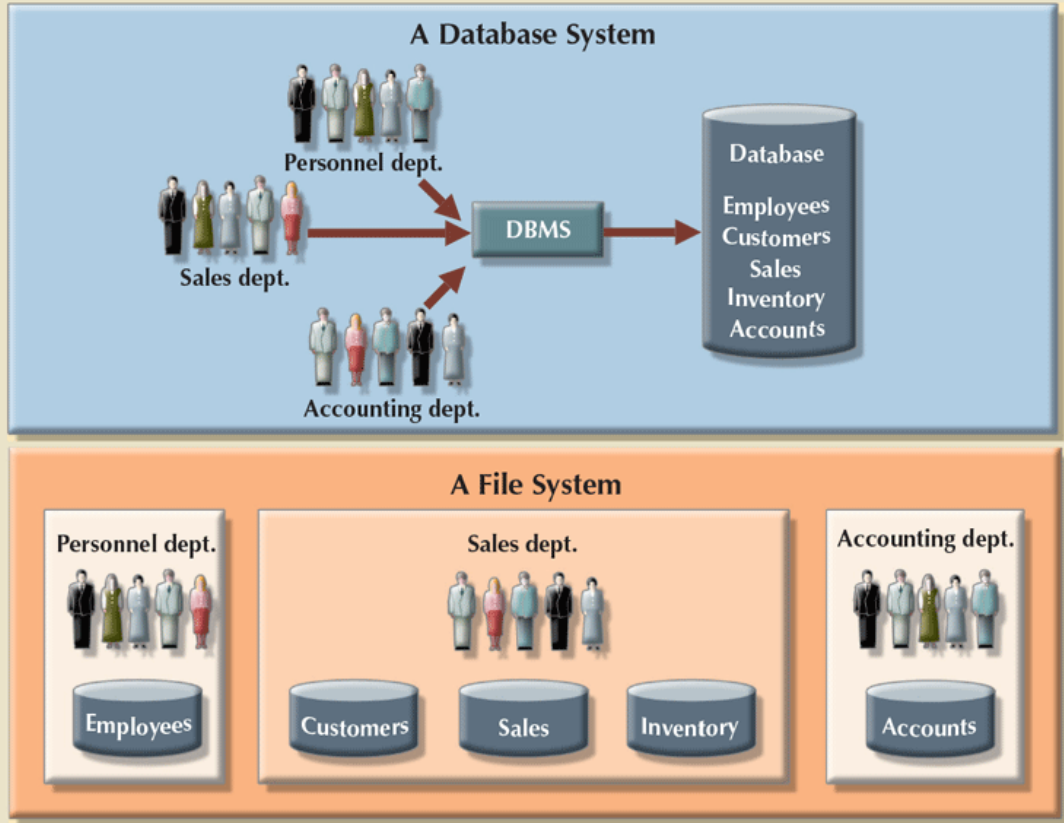 A Database System
Personnel dept.
Sales dept.
Accounting dept.
DBMS
Database
Employees
Customers
Sales
Inventory
Accounts
A File System
Personnel dept.
Employees
Sales dept.
Customers
Sales
Inventory
Accounting dept.
Accounts